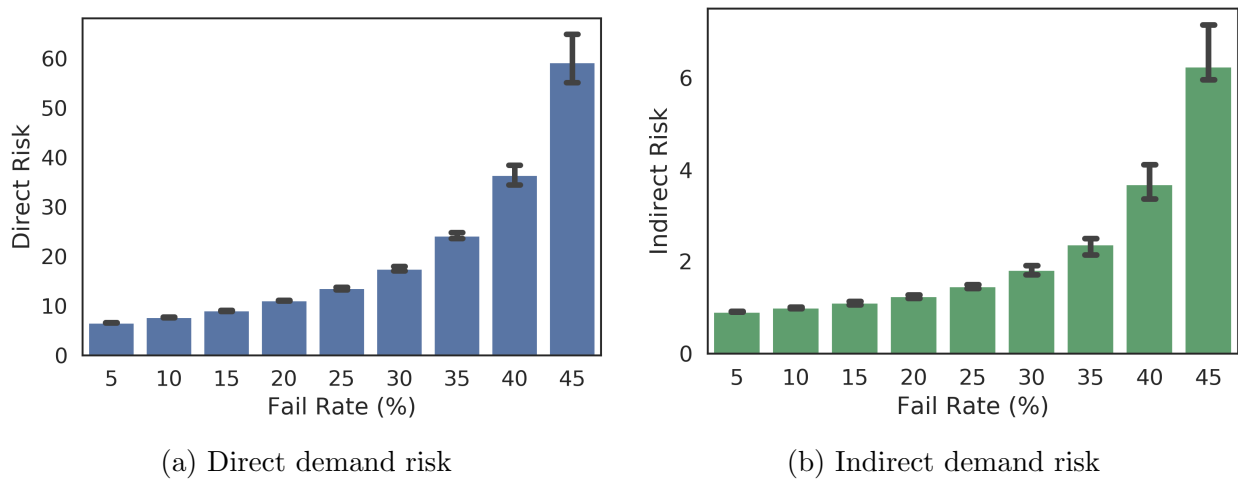 Direct Risk
60
50
40
30
20
10
0
5 10 15 20 25 30 35 40 45
Fail Rate (%)
(a) Direct demand risk
Indirect Risk
6
4
2
0
5 10 15 20 25 30 35 40 45
Fail Rate (%)
(b) Indirect demand risk